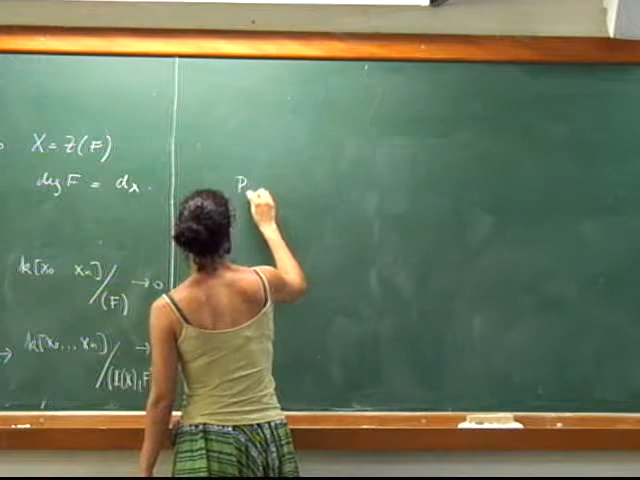 X = Z(F)
deg F = d_X.
k[x_0 x_n]/(F) → 0
→ k[x_0...x_n]/(I(X), F →
P